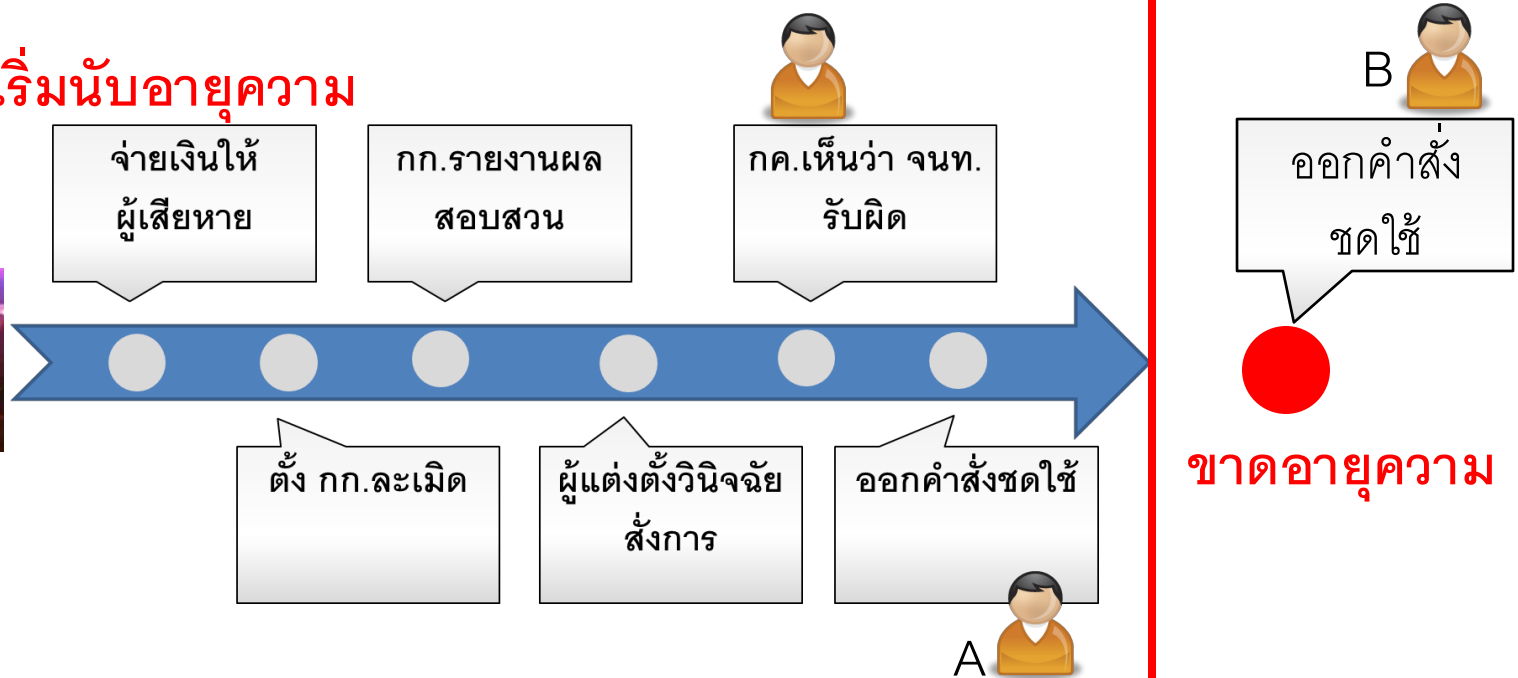 B
ริ่มนับอายุความ
จ่ายเงินให้
ผู้เสียหาย
กก.รายงานผล
สอบสวน
กค.เห็นว่า จนท.
รับผิด
ออกคำสั่ง
ชดใช้
ตั้ง กก.ละเมิด
ผู้แต่งตั้งวินิจฉัย
สั่งการ
ออกคำสั่งชดใช้
ขาดอายุความ
A